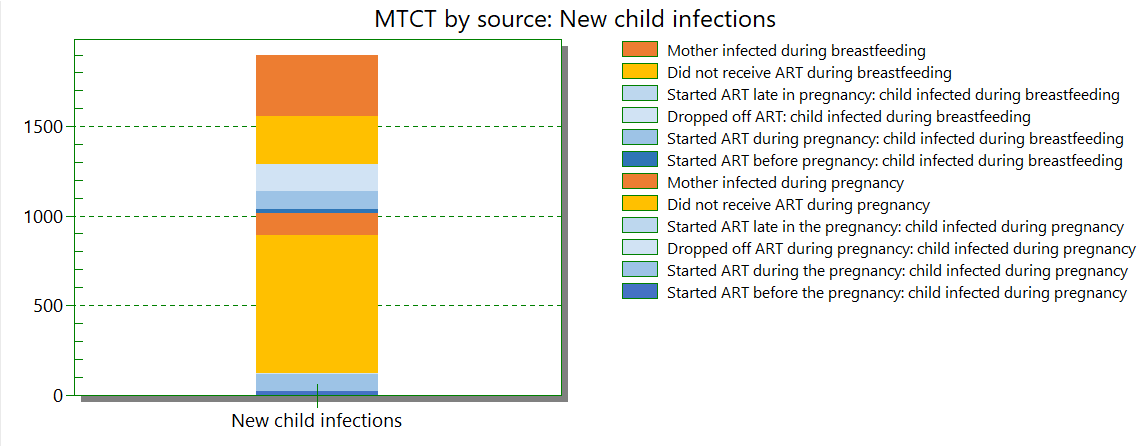 MTCT by source: New child infections
1500
1000
500
0
New child infections
Mother infected during breastfeeding
Did not receive ART during breastfeeding
Started ART late in pregnancy: child infected during breastfeeding
Dropped off ART: child infected during breastfeeding
Started ART during pregnancy: child infected during breastfeeding
Started ART before pregnancy: child infected during breastfeeding
Mother infected during pregnancy
Did not receive ART during pregnancy
Started ART late in the pregnancy: child infected during pregnancy
Dropped off ART during pregnancy: child infected during pregnancy
Started ART during the pregnancy: child infected during pregnancy
Started ART before the pregnancy: child infected during pregnancy